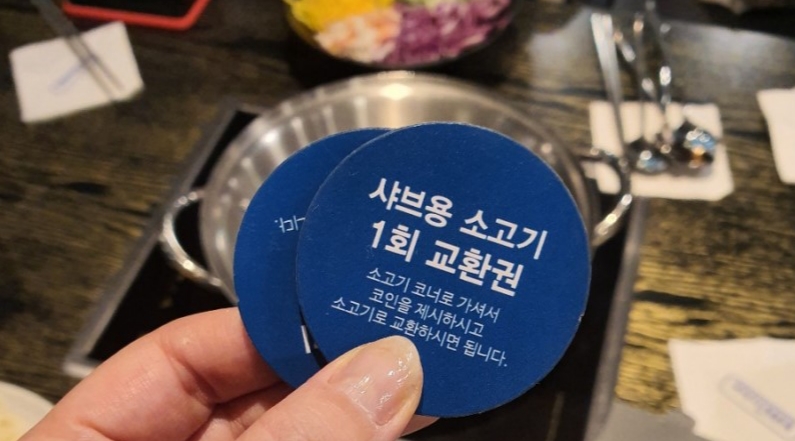 샤브용 소고기
1회 교환권
소고기 코너로 가셔서
코인을 제시하시고
소고기로 교환하시면 됩니다.